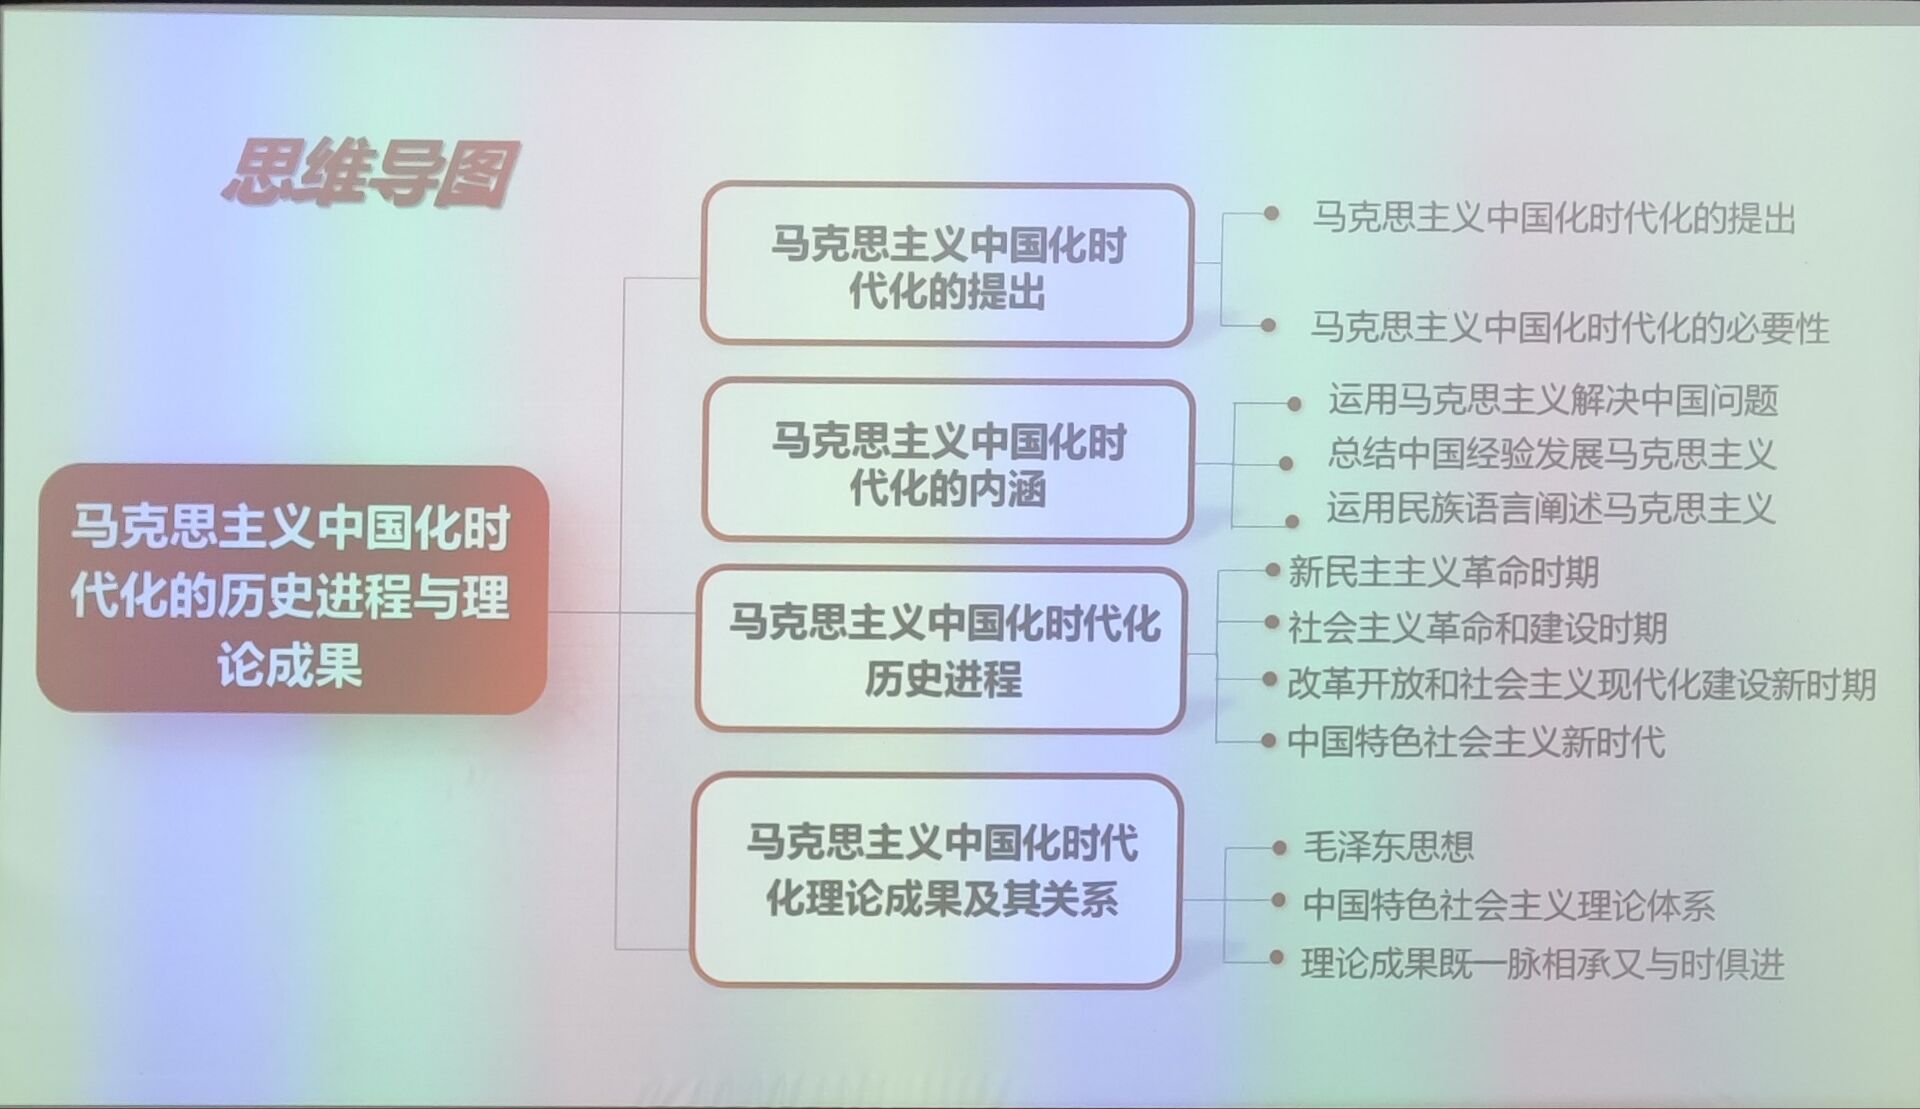 思维导图
马克思主义中国化时
代化的历史进程与理
论成果
马克思主义中国化时
代化的提出
马克思主义中国化时代化的提出
马克思主义中国化时代化的必要性
马克思主义中国化时
代化的内涵
运用马克思主义解决中国问题
总结中国经验发展马克思主义
运用民族语言阐述马克思主义
马克思主义中国化时代化
历史进程
新民主主义革命时期
社会主义革命和建设时期
改革开放和社会主义现代化建设新时期
中国特色社会主义新时代
马克思主义中国化时代
化理论成果及其关系
毛泽东思想
中国特色社会主义理论体系
理论成果既一脉相承又与时俱进